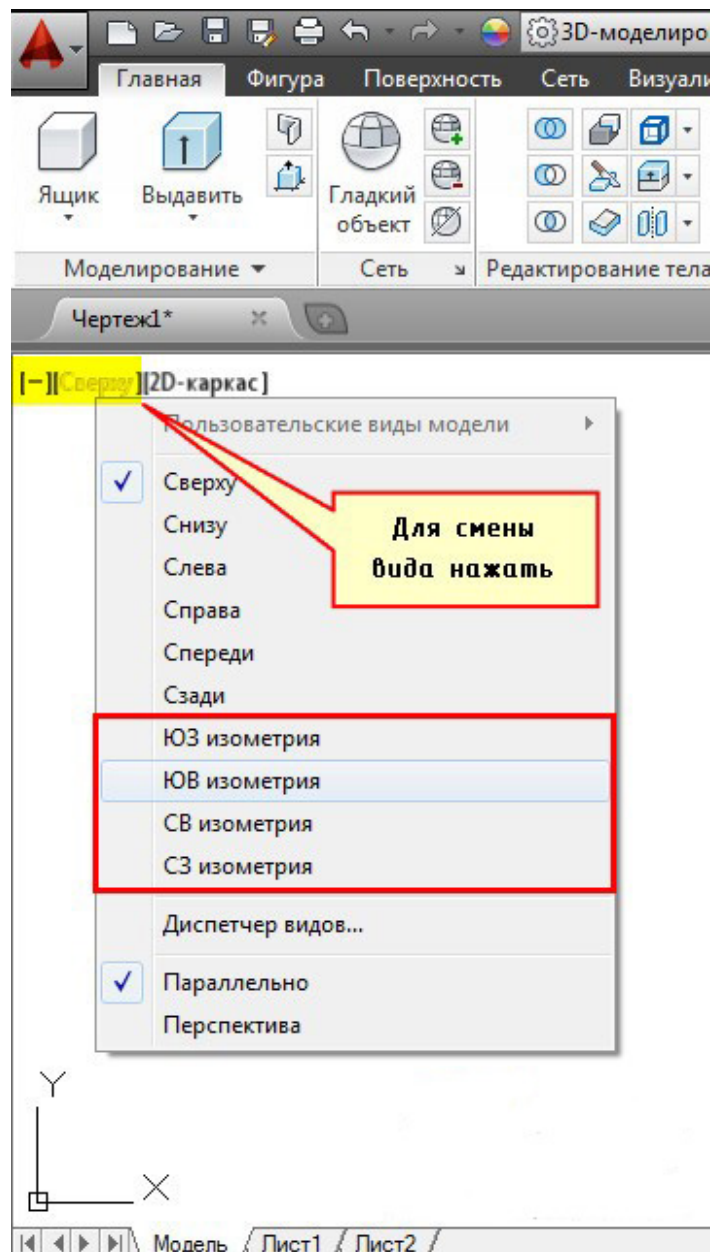 3D-моделиро
Главная Фигура Поверхность Сеть Визуали
Ящик Выдавить Гладкий объект
Моделирование Сеть Редактирование тела
Чертеж1*
[−][Сверху][2D-каркас]
Пользовательские виды модели
Сверху
Снизу
Для смены
вида нажать
Слева
Справа
Спереди
Сзади
ЮЗ изометрия
ЮВ изометрия
СВ изометрия
СЗ изометрия
Диспетчер видов...
Параллельно
Перспектива
Y
X
Модель Лист1 Лист2